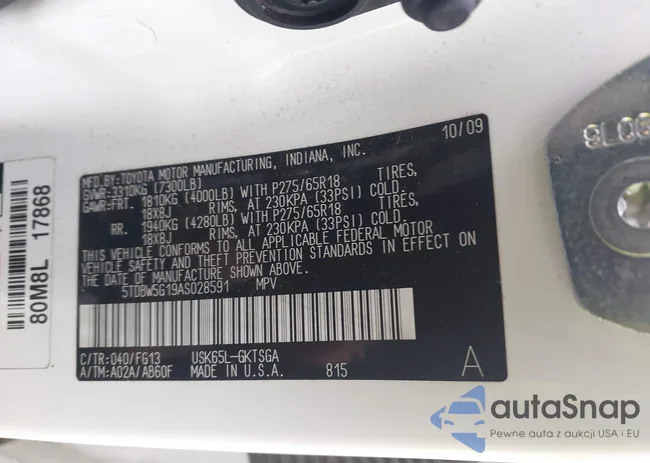 10/09
MFD BY-TOYOTA MOTOR MANUFACTURING, INDIANA, INC.
GVWR-3310KG (7300LB)
GAWR-FRT. 1810KG (4000LB) WITH P275/65R18 TIRES,
18X8J RIMS, AT 230KPA (33PSI) COLD.
RR. 1940KG (4280LB) WITH P275/65R18 TIRES,
18X8J RIMS, AT 230KPA (33PSI) COLD.
THIS VEHICLE CONFORMS TO ALL APPLICABLE FEDERAL MOTOR
VEHICLE SAFETY AND THEFT PREVENTION STANDARDS IN EFFECT ON
THE DATE OF MANUFACTURE SHOWN ABOVE.
5TDBW5G19AS028591 MPV
C/TR:040/FG13 USK65L-GKTSGA
A/TM:A02A/AB60F MADE IN U.S.A. 815 A
80M8L 17868
autaSnap
Pewne auta z aukcji USA i EU